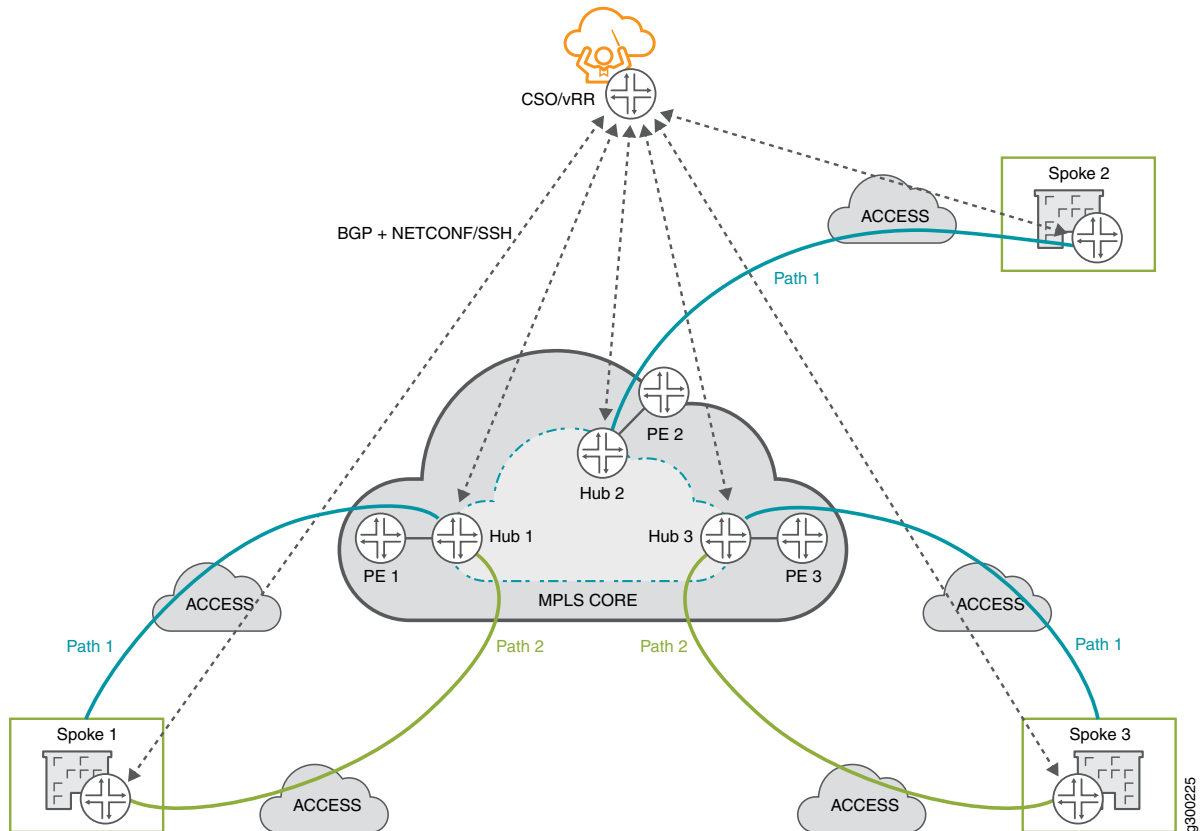 CSO/vRR
Spoke 2
ACCESS
BGP + NETCONF/SSH
Path 1
PE 2
Hub 2
Hub 1
Hub 3
PE 1
PE 3
MPLS CORE
ACCESS
ACCESS
Path 1
Path 2
Path 2
Path 1
Spoke 1
Spoke 3
ACCESS
ACCESS
g300225